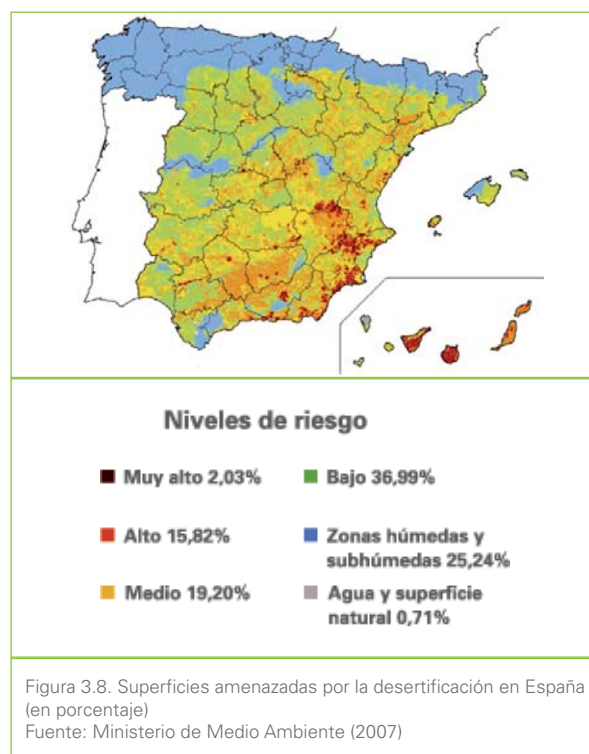 Niveles de riesgo
Muy alto 2,03%
Alto 15,82%
Medio 19,20%
Bajo 36,99%
Zonas húmedas y
subhúmedas 25,24%
Agua y superficie
natural 0,71%
Figura 3.8. Superficies amenazadas por la desertificación en España
(en porcentaje)
Fuente: Ministerio de Medio Ambiente (2007)